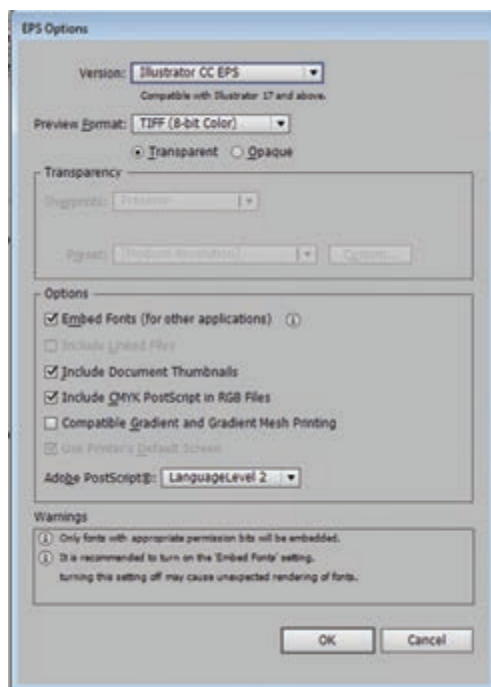 EPS Options
Version: Illustrator CC EPS
Compatible with Illustrator 17 and above.
Preview Format: TIFF (8-bit Color)
Transparent Opaque
Transparency
Overprints: Preserve
Preset: [Medium Resolution] Custom...
Options
Embed Fonts (for other applications)
Include Linked Files
Include Document Thumbnails
Include CMYK PostScript in RGB Files
Compatible Gradient and Gradient Mesh Printing
Use Printer's Default Screen
Adobe PostScript®: LanguageLevel 2
Warnings
Only fonts with appropriate permission bits will be embedded.
It is recommended to turn on the 'Embed Fonts' setting.
turning this setting off may cause unexpected rendering of fonts.
OK Cancel